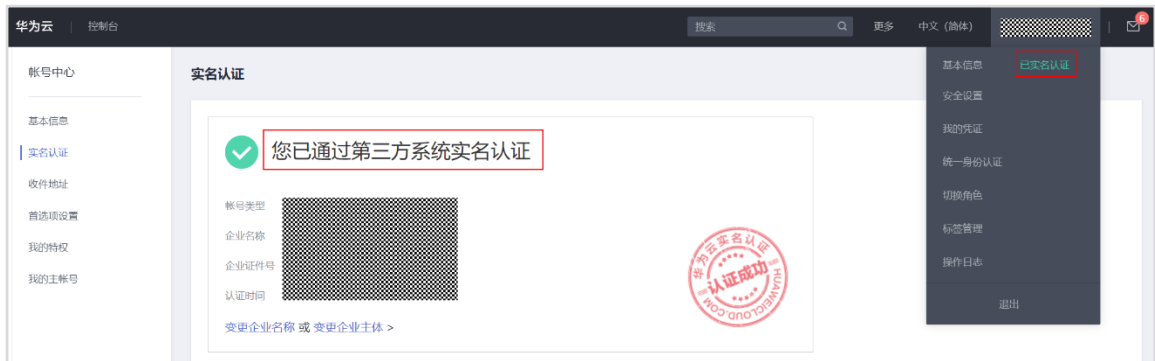 华为云 | 控制台 搜索 更多 中文 (简体) | 6
帐号中心
基本信息
实名认证
收件地址
首选项设置
我的特权
我的主帐号
实名认证
您已通过第三方系统实名认证
帐号类型
企业名称
企业证件号
认证时间
变更企业名称 或 变更企业主体 >
华为云实名认证
认证成功
HUAWEICLOUD.COM
基本信息 已实名认证
安全设置
我的凭证
统一身份认证
切换角色
标签管理
操作日志
退出